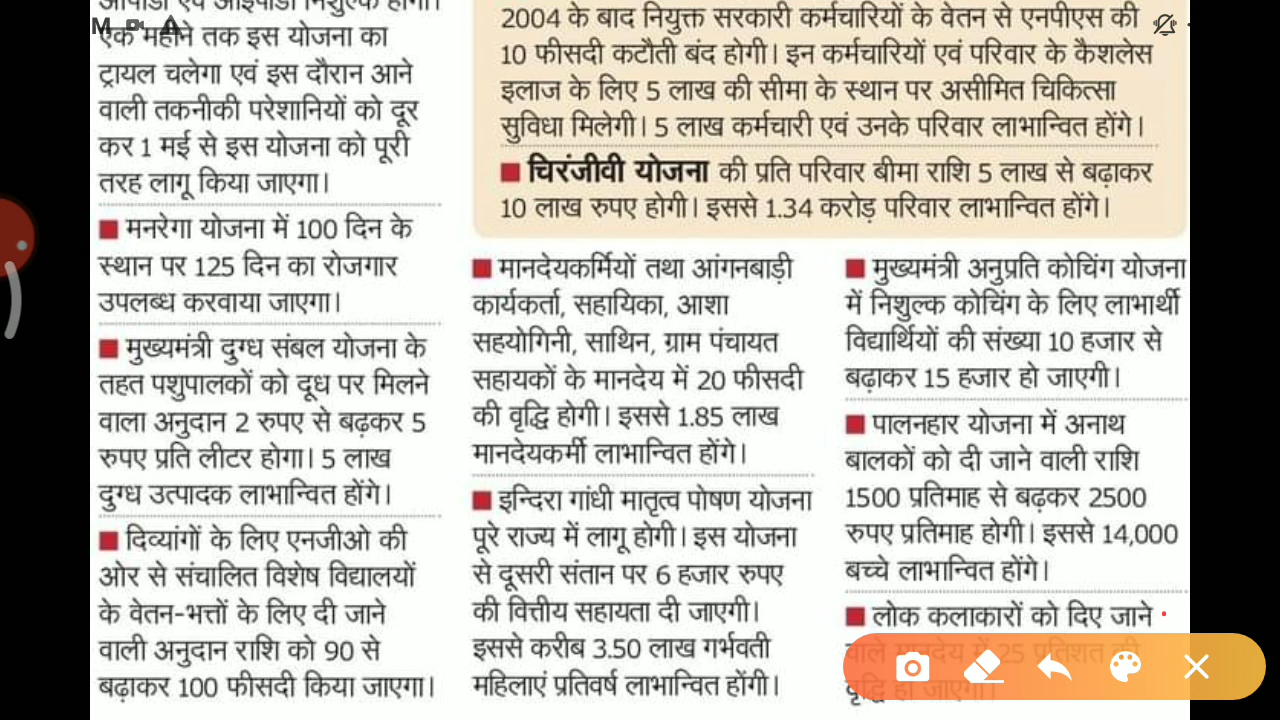 एक महीने तक इस योजना का
ट्रायल चलेगा एवं इस दौरान आने
वाली तकनीकी परेशानियों को दूर
कर 1 मई से इस योजना को पूरी
तरह लागू किया जाएगा।
मनरेगा योजना में 100 दिन के
स्थान पर 125 दिन का रोजगार
उपलब्ध करवाया जाएगा।
मुख्यमंत्री दुग्ध संबल योजना के
तहत पशुपालकों को दूध पर मिलने
वाला अनुदान 2 रुपए से बढ़कर 5
रुपए प्रति लीटर होगा। 5 लाख
दुग्ध उत्पादक लाभान्वित होंगे।
दिव्यांगों के लिए एनजीओ की
ओर से संचालित विशेष विद्यालयों
के वेतन-भत्तों के लिए दी जाने
वाली अनुदान राशि को 90 से
बढ़ाकर 100 फीसदी किया जाएगा।
2004 के बाद नियुक्त सरकारी कर्मचारियों के वेतन से एनपीएस की
10 फीसदी कटौती बंद होगी। इन कर्मचारियों एवं परिवार के कैशलेस
इलाज के लिए 5 लाख की सीमा के स्थान पर असीमित चिकित्सा
सुविधा मिलेगी। 5 लाख कर्मचारी एवं उनके परिवार लाभान्वित होंगे।
चिरंजीवी योजना की प्रति परिवार बीमा राशि 5 लाख से बढ़ाकर
10 लाख रुपए होगी। इससे 1.34 करोड़ परिवार लाभान्वित होंगे।
मानदेयकर्मियों तथा आंगनबाड़ी
कार्यकर्ता, सहायिका, आशा
सहयोगिनी, साथिन, ग्राम पंचायत
सहायकों के मानदेय में 20 फीसदी
की वृद्धि होगी। इससे 1.85 लाख
मानदेयकर्मी लाभान्वित होंगे।
इन्दिरा गांधी मातृत्व पोषण योजना
पूरे राज्य में लागू होगी। इस योजना
से दूसरी संतान पर 6 हजार रुपए
की वित्तीय सहायता दी जाएगी।
इससे करीब 3.50 लाख गर्भवती
महिलाएं प्रतिवर्ष लाभान्वित होंगी।
मुख्यमंत्री अनुप्रति कोचिंग योजना
में निशुल्क कोचिंग के लिए लाभार्थी
विद्यार्थियों की संख्या 10 हजार से
बढ़ाकर 15 हजार हो जाएगी।
पालनहार योजना में अनाथ
बालकों को दी जाने वाली राशि
1500 प्रतिमाह से बढ़कर 2500
रुपए प्रतिमाह होगी। इससे 14,000
बच्चे लाभान्वित होंगे।
लोक कलाकारों को दिए जाने
वाले मानदेय में 25 प्रतिशत की
वृद्धि हो जाएगी।